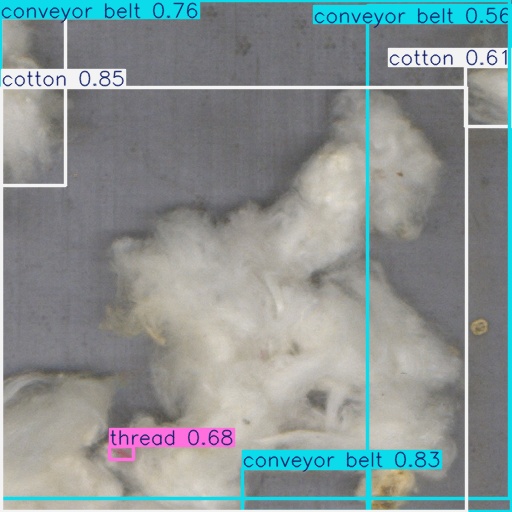 conveyor belt 0.76
conveyor belt 0.56
cotton 0.61
cotton 0.85
thread 0.68
conveyor belt 0.83